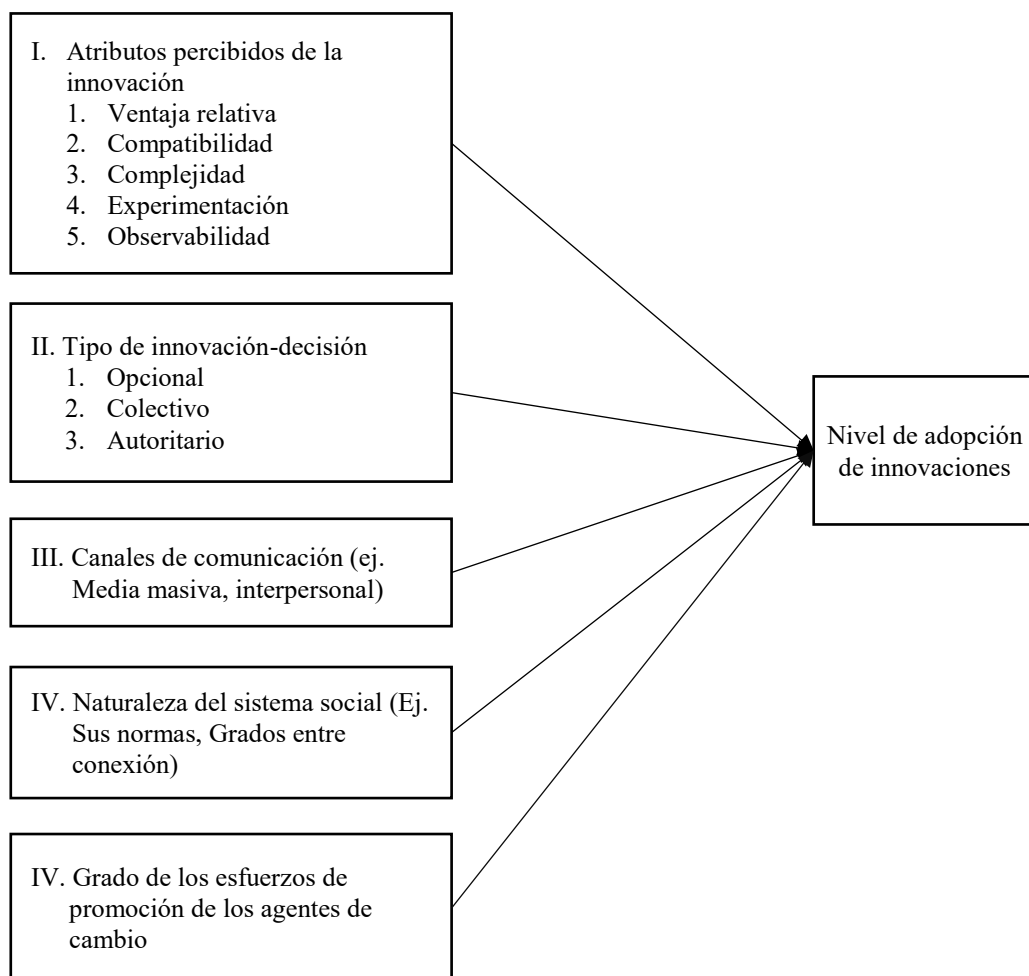 I. Atributos percibidos de la
innovación
1. Ventaja relativa
2. Compatibilidad
3. Complejidad
4. Experimentación
5. Observabilidad
II. Tipo de innovación-decisión
1. Opcional
2. Colectivo
3. Autoritario
III. Canales de comunicación (ej.
Media masiva, interpersonal)
IV. Naturaleza del sistema social (Ej.
Sus normas, Grados entre
conexión)
IV. Grado de los esfuerzos de
promoción de los agentes de
cambio
Nivel de adopción
de innovaciones